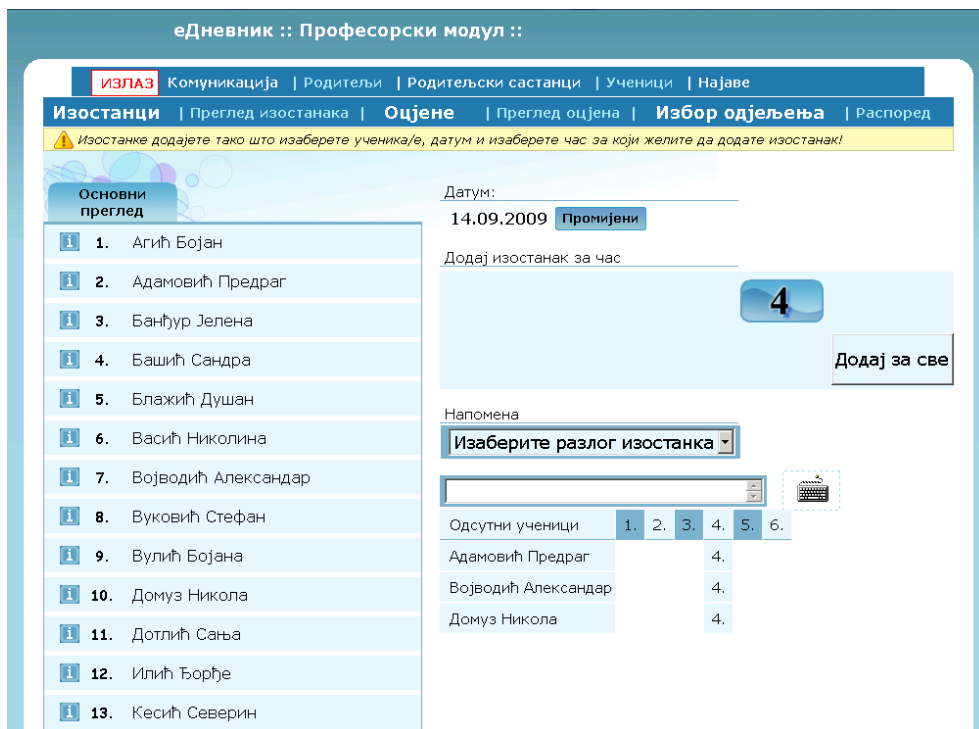 еДневник :: Професорски модул ::
ИЗЛАЗ Комуникација | Родитељи | Родитељски састанци | Ученици | Најаве
Изостанци | Преглед изостанака | Оцјене | Преглед оцјена | Избор одјељења | Распоред
Изостанке додајете тако што изаберете ученика/е, датум и изаберете час за који желите да додате изостанак!
Основни
преглед
1. Агић Бојан
2. Адамовић Предраг
3. Банђур Јелена
4. Башић Сандра
5. Блажић Душан
6. Васић Николина
7. Војводић Александар
8. Вуковић Стефан
9. Вулић Бојана
10. Домуз Никола
11. Дотлић Сања
12. Илић Ђорђе
13. Кесић Северин
Датум:
14.09.2009 Промијени
Додај изостанак за час
4
Додај за све
Напомена
Изаберите разлог изостанка
Одсутни ученици 1. 2. 3. 4. 5. 6.
Адамовић Предраг 4.
Војводић Александар 4.
Домуз Никола 4.